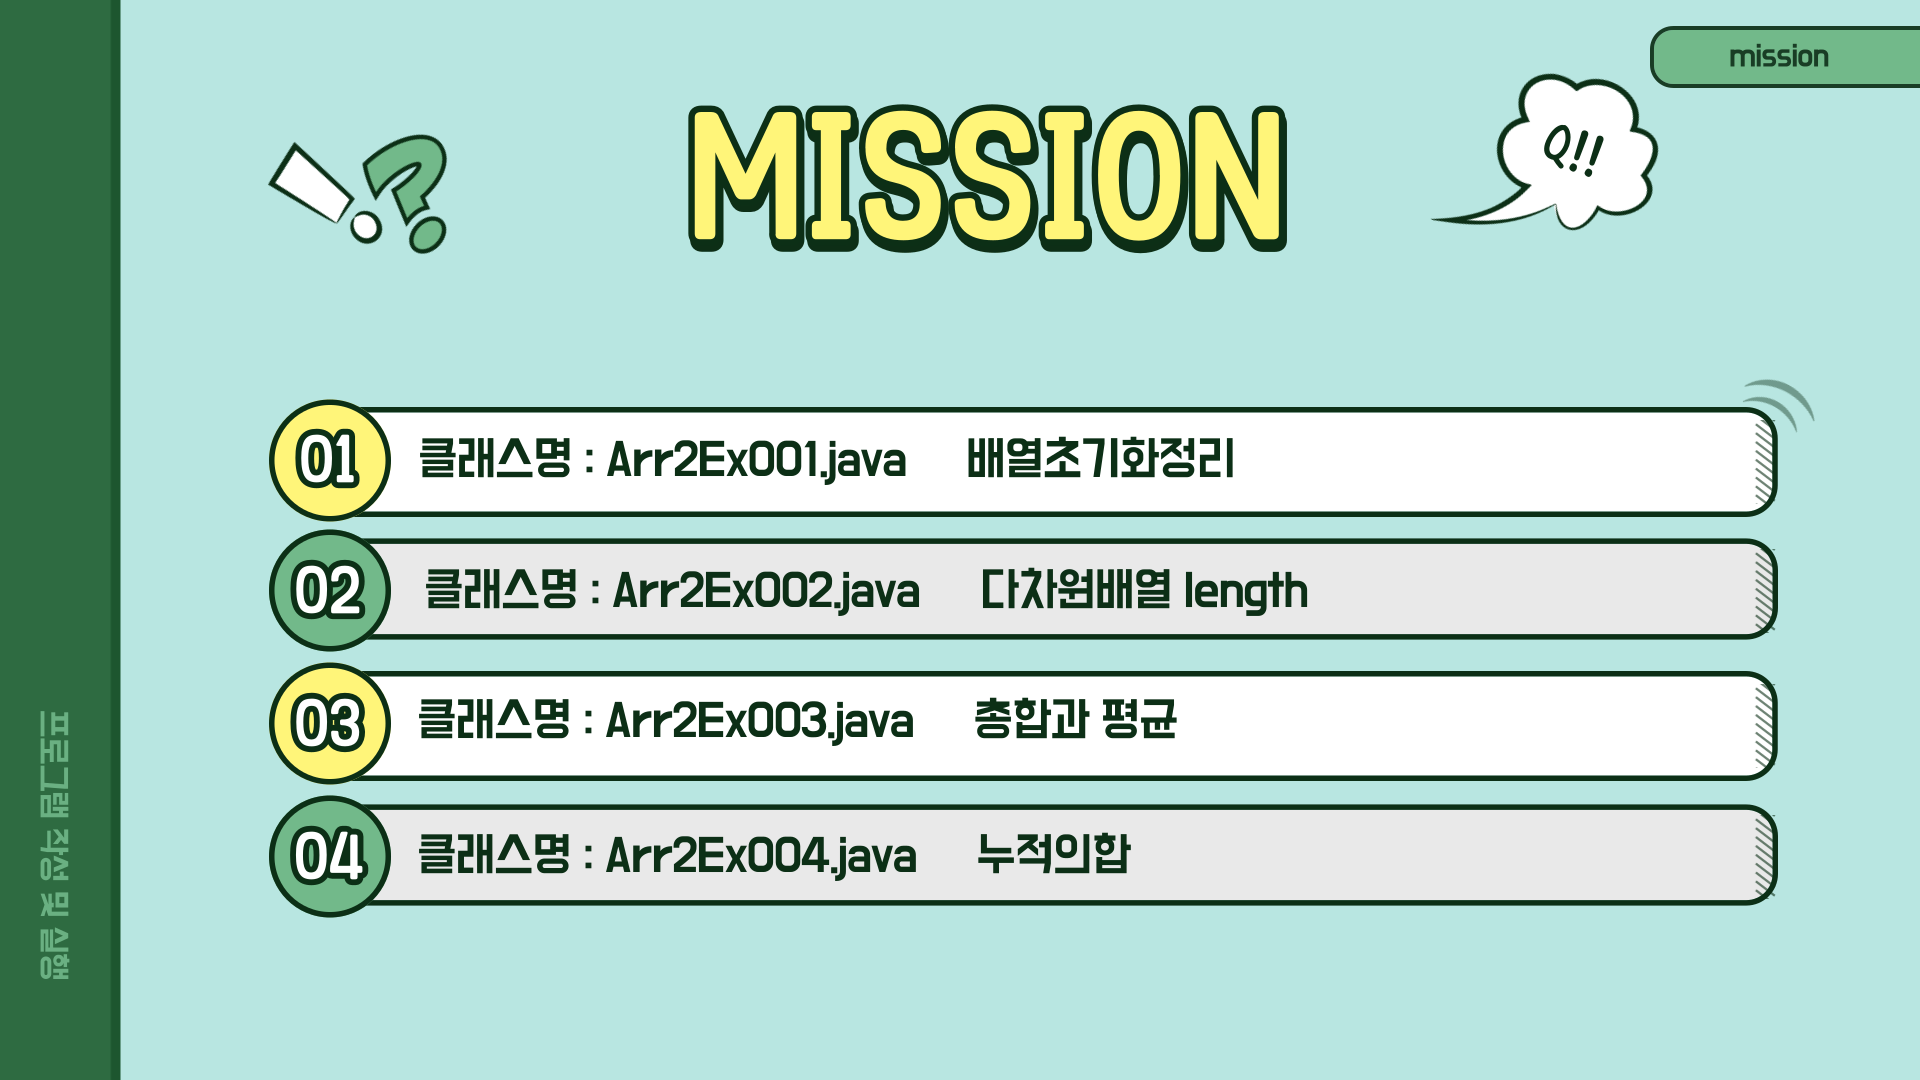 mission
MISSION
Q!!
01 클래스명 : Arr2Ex001.java 배열초기화정리
02 클래스명 : Arr2Ex002.java 다차원배열 length
03 클래스명 : Arr2Ex003.java 총합과 평균
04 클래스명 : Arr2Ex004.java 누적의합
프로그램 작성 및 실행